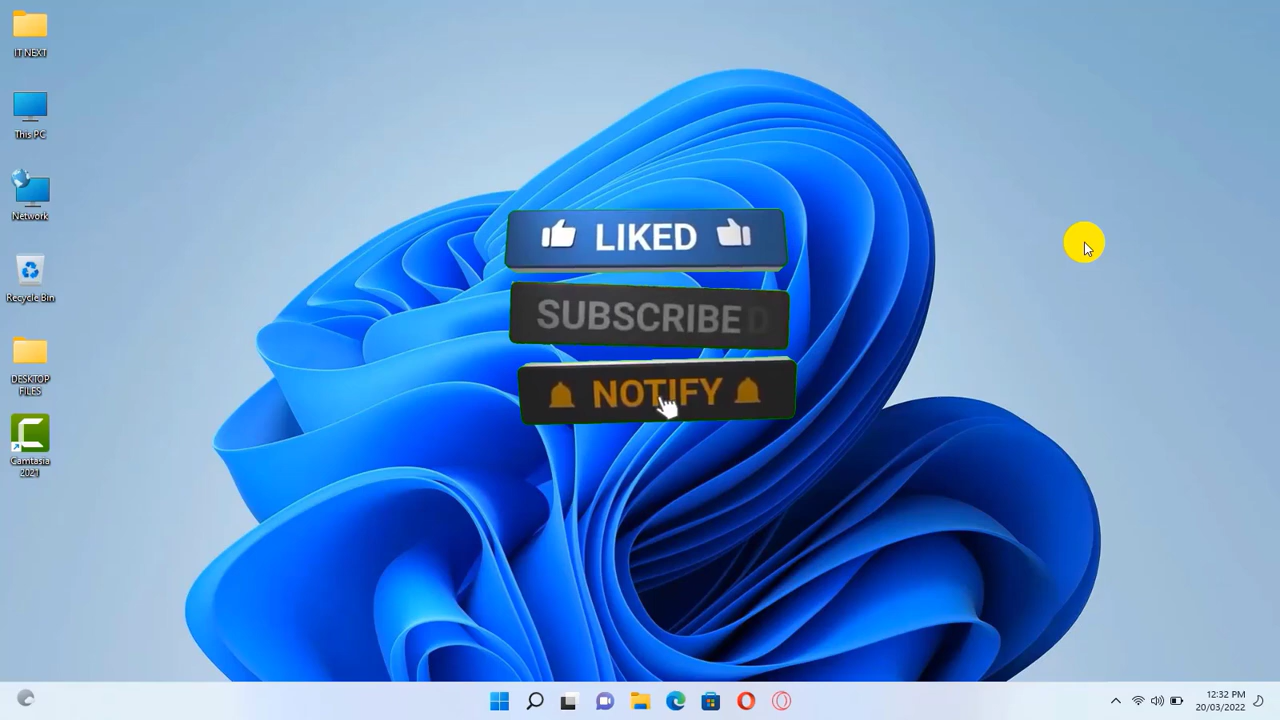 IT NEXT
This PC
Network
Recycle Bin
DESKTOP
FILES
Camtasia
2021
LIKED
SUBSCRIBED
NOTIFY
12:32 PM
20/03/2022